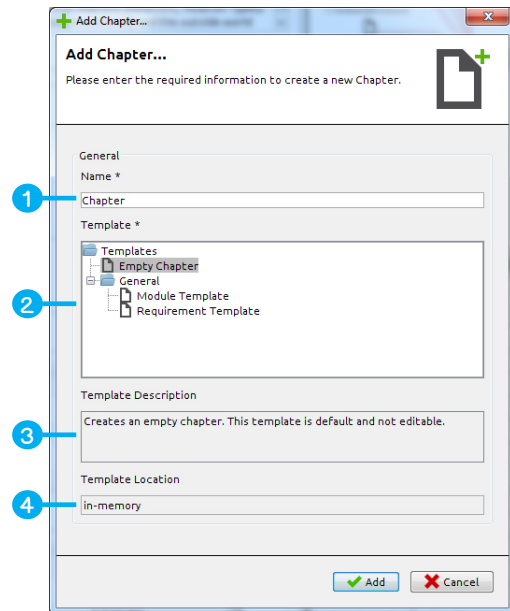 Add Chapter...
Add Chapter...
Please enter the required information to create a new Chapter.
General
Name *
1
Chapter
Template *
Templates
Empty Chapter
General
2
Module Template
Requirement Template
Template Description
Creates an empty chapter. This template is default and not editable.
3
Template Location
4
in-memory
Add
Cancel